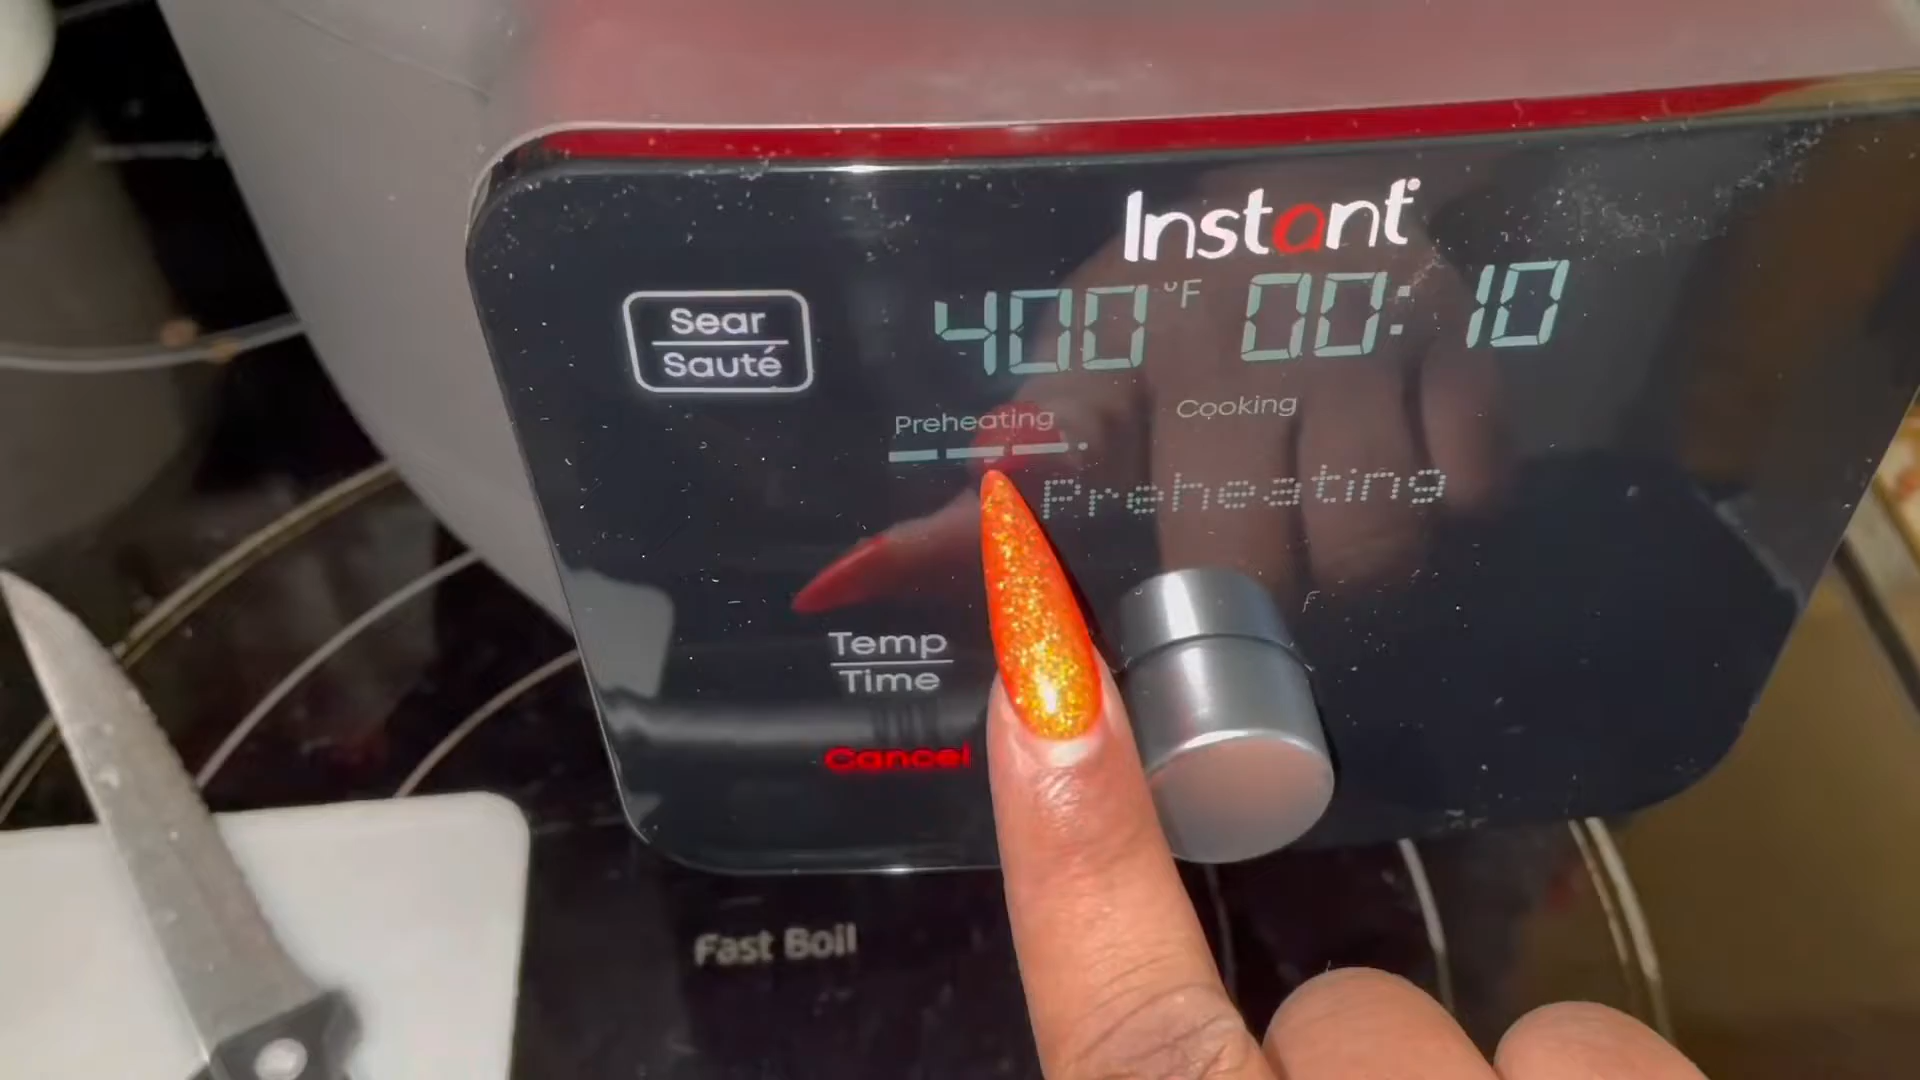 Instant
Sear
Sauté
400 °F 00:10
Preheating
Cooking
Preheating
Temp
Time
Cancel
Fast Boil